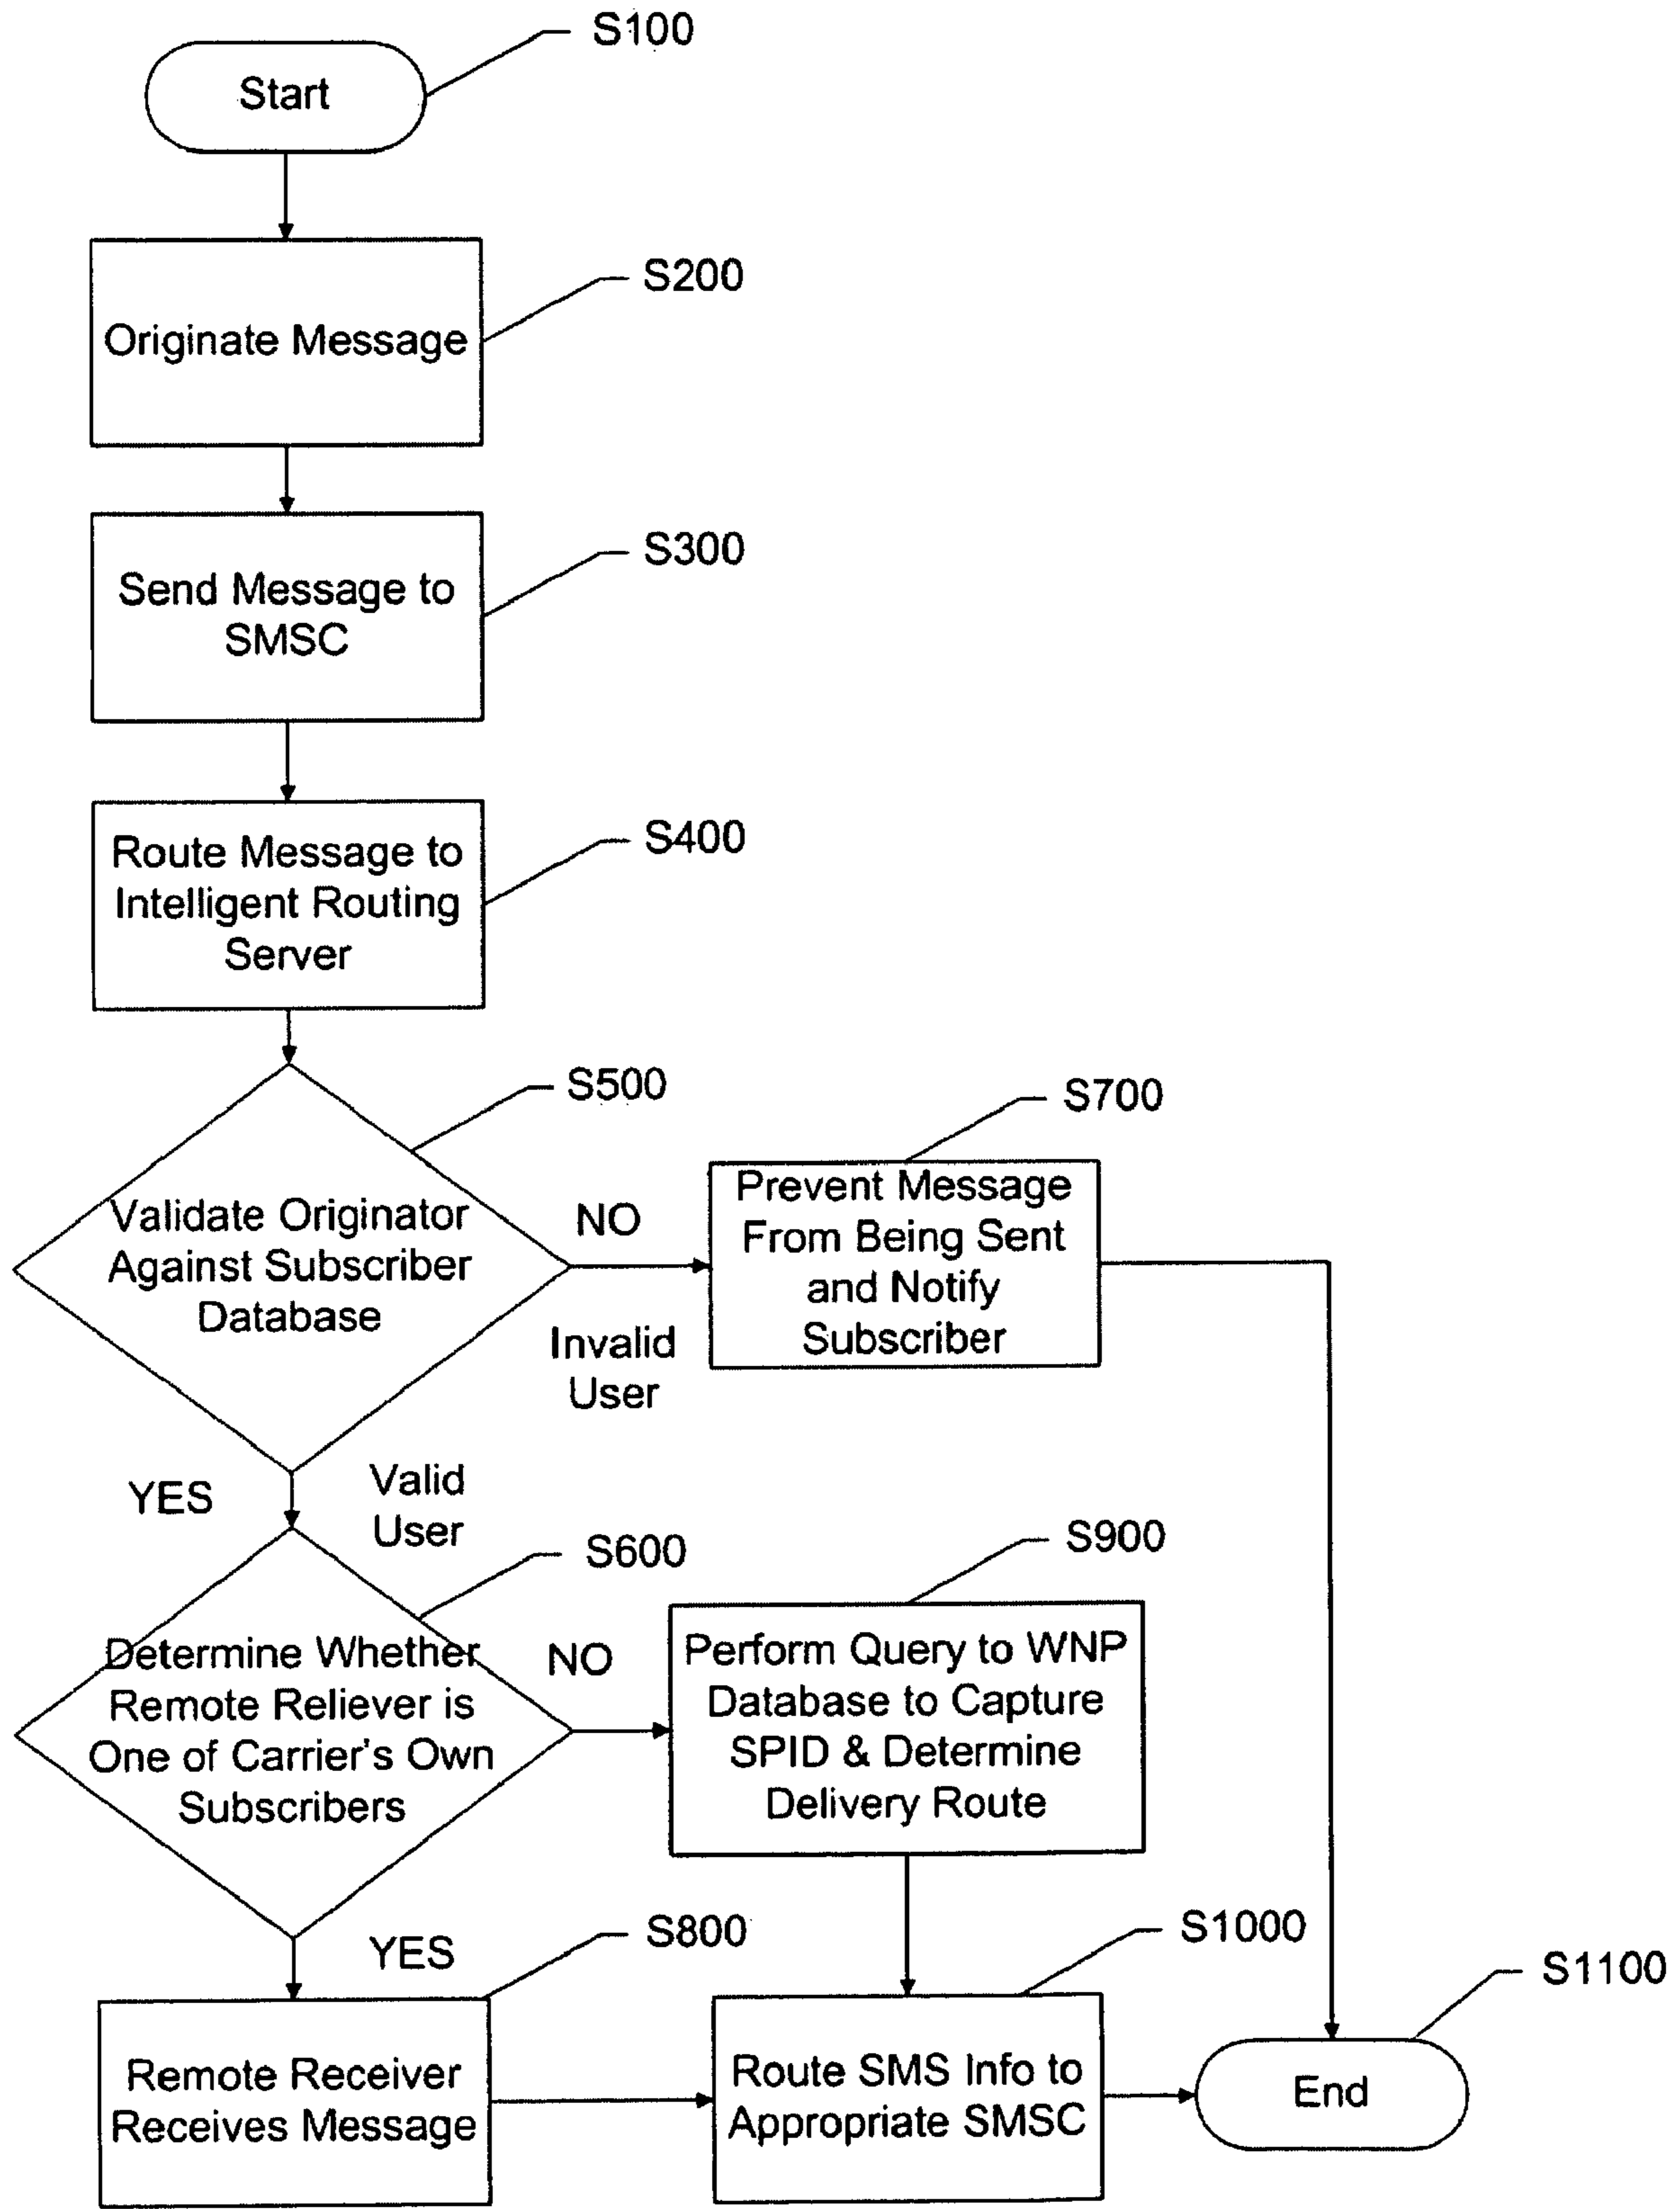 S100
Start
S200
Originate Message
S300
Send Message to
SMSC
S400
Route Message to
Intelligent Routing
Server
S500
Validate Originator
Against Subscriber
Database
NO
Invalid
User
S700
Prevent Message
From Being Sent
and Notify
Subscriber
YES
Valid
User
S600
Determine Whether
Remote Reliever is
One of Carrier's Own
Subscribers
NO
S900
Perform Query to WNP
Database to Capture
SPID & Determine
Delivery Route
YES
S800
Remote Receiver
Receives Message
S1000
Route SMS Info to
Appropriate SMSC
S1100
End